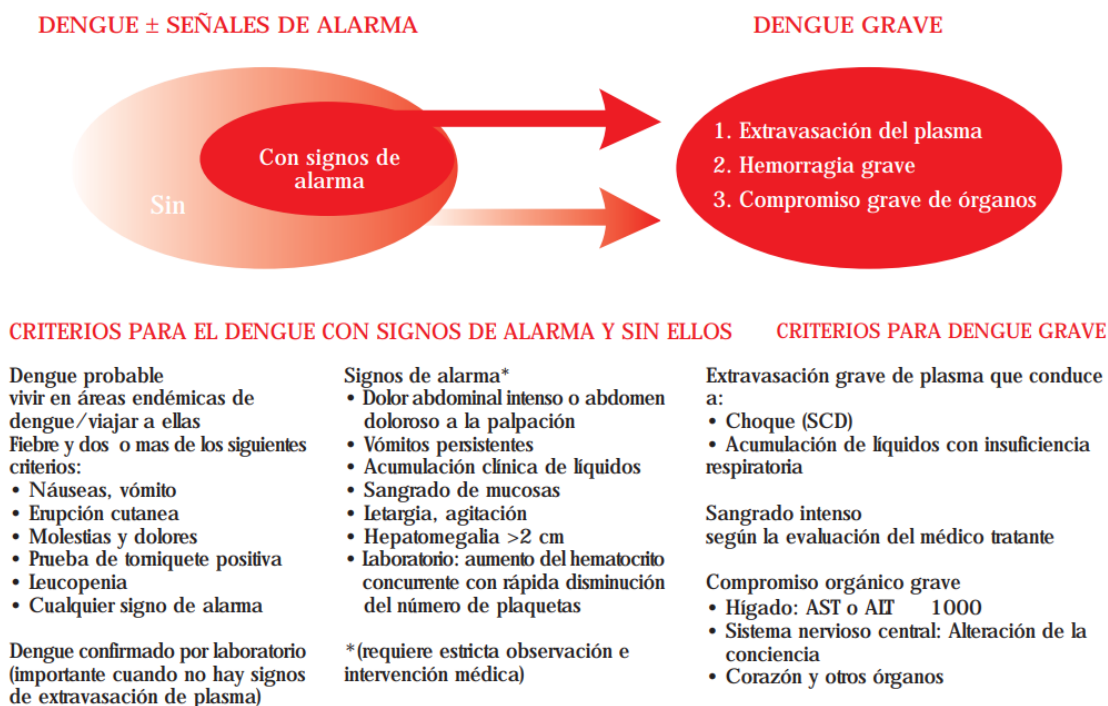 DENGUE ± SEÑALES DE ALARMA
DENGUE GRAVE
Con signos de
alarma
Sin
1. Extravasación del plasma
2. Hemorragia grave
3. Compromiso grave de órganos
CRITERIOS PARA EL DENGUE CON SIGNOS DE ALARMA Y SIN ELLOS
CRITERIOS PARA DENGUE GRAVE
Dengue probable
vivir en áreas endémicas de
dengue/viajar a ellas
Fiebre y dos o mas de los siguientes
criterios:
• Náuseas, vómito
• Erupción cutanea
• Molestias y dolores
• Prueba de torniquete positiva
• Leucopenia
• Cualquier signo de alarma
Dengue confirmado por laboratorio
(importante cuando no hay signos
de extravasación de plasma)
Signos de alarma*
• Dolor abdominal intenso o abdomen
doloroso a la palpación
• Vómitos persistentes
• Acumulación clínica de líquidos
• Sangrado de mucosas
• Letargia, agitación
• Hepatomegalia >2 cm
• Laboratorio: aumento del hematocrito
concurrente con rápida disminución
del número de plaquetas
*(requiere estricta observación e
intervención médica)
Extravasación grave de plasma que conduce
a:
• Choque (SCD)
• Acumulación de líquidos con insuficiencia
respiratoria
Sangrado intenso
según la evaluación del médico tratante
Compromiso orgánico grave
• Hígado: AST o ALT 1000
• Sistema nervioso central: Alteración de la
conciencia
• Corazón y otros órganos